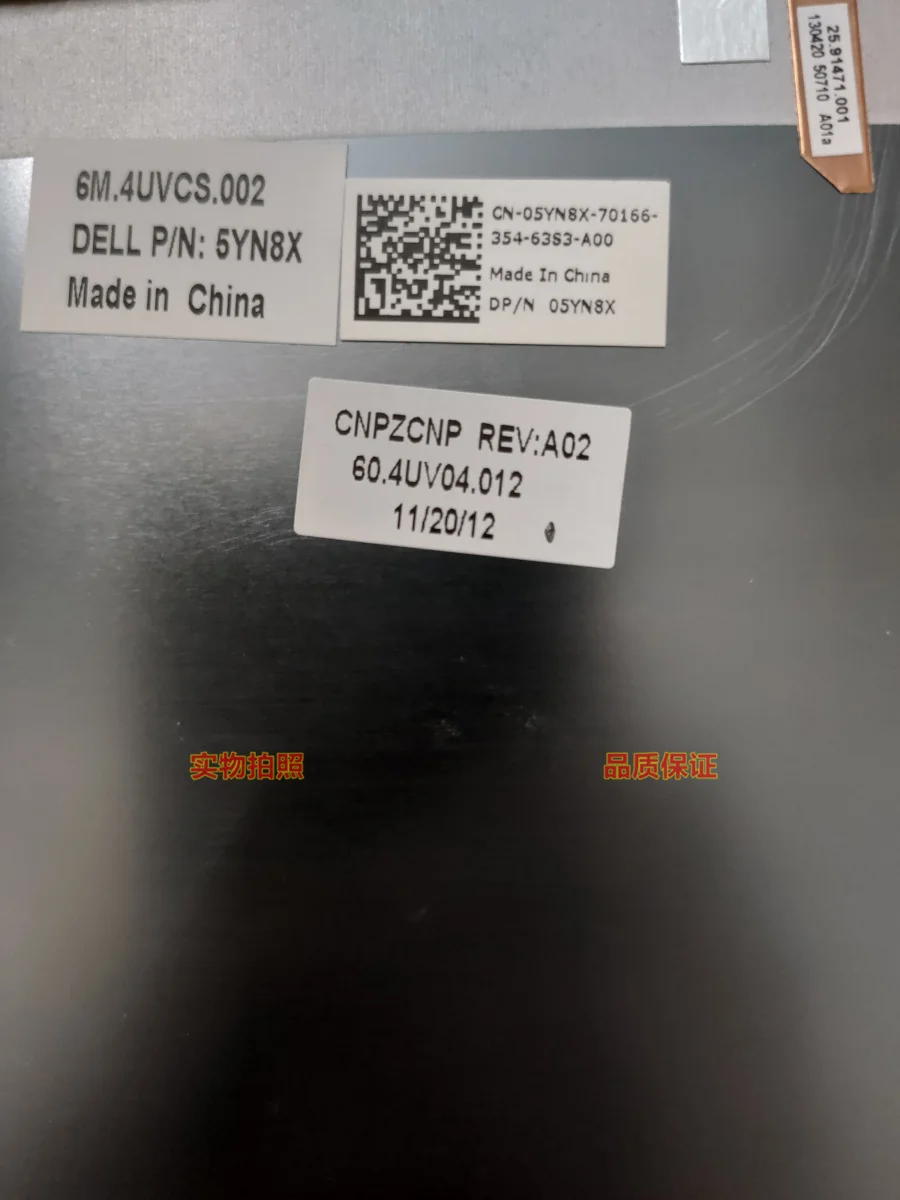 25.91471.001
130420 50710 A01a
6M.4UVCS.002
DELL P/N: 5YN8X
Made in China
CN-05YN8X-70166-
354-63S3-A00
Made In China
DP/N 05YN8X
CNPZCNP REV:A02
60.4UV04.012
11/20/12
实物拍照
品质保证